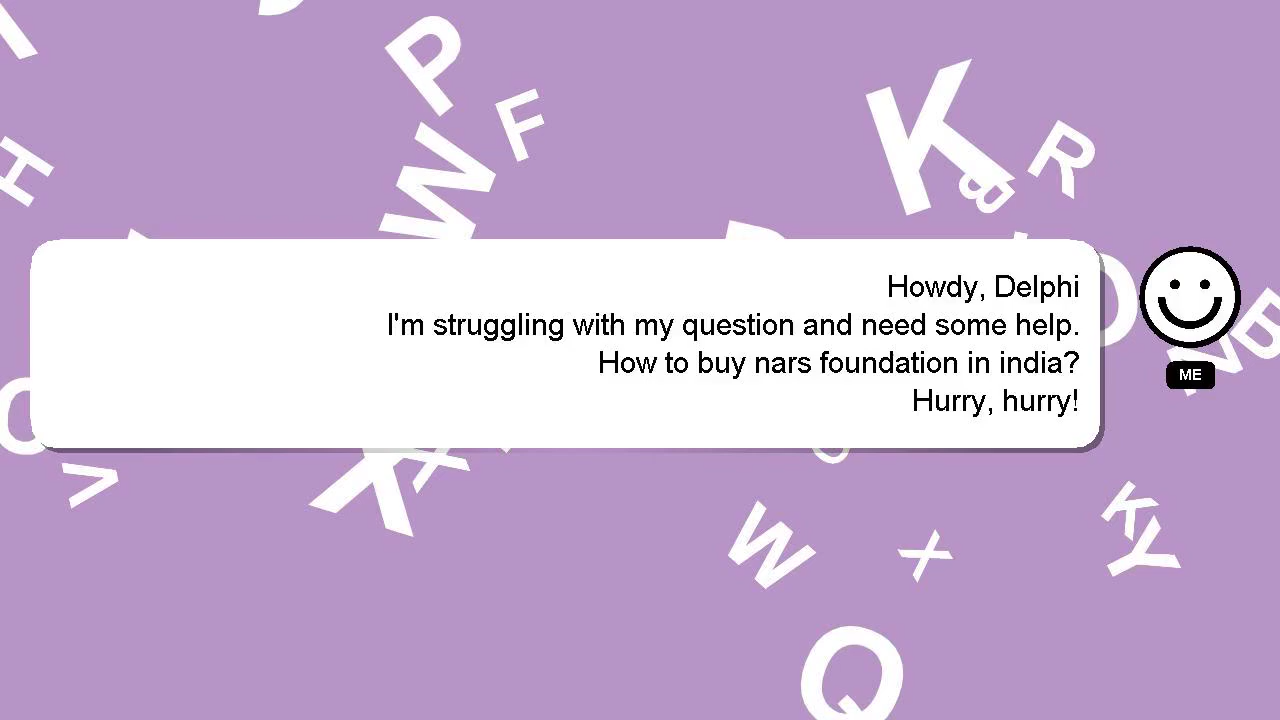 Howdy, Delphi
I'm struggling with my question and need some help.
How to buy nars foundation in india?
Hurry, hurry!
ME
P
F
W
K
R
B
H
V
X
X
W
X
K
Y
Q
N
B